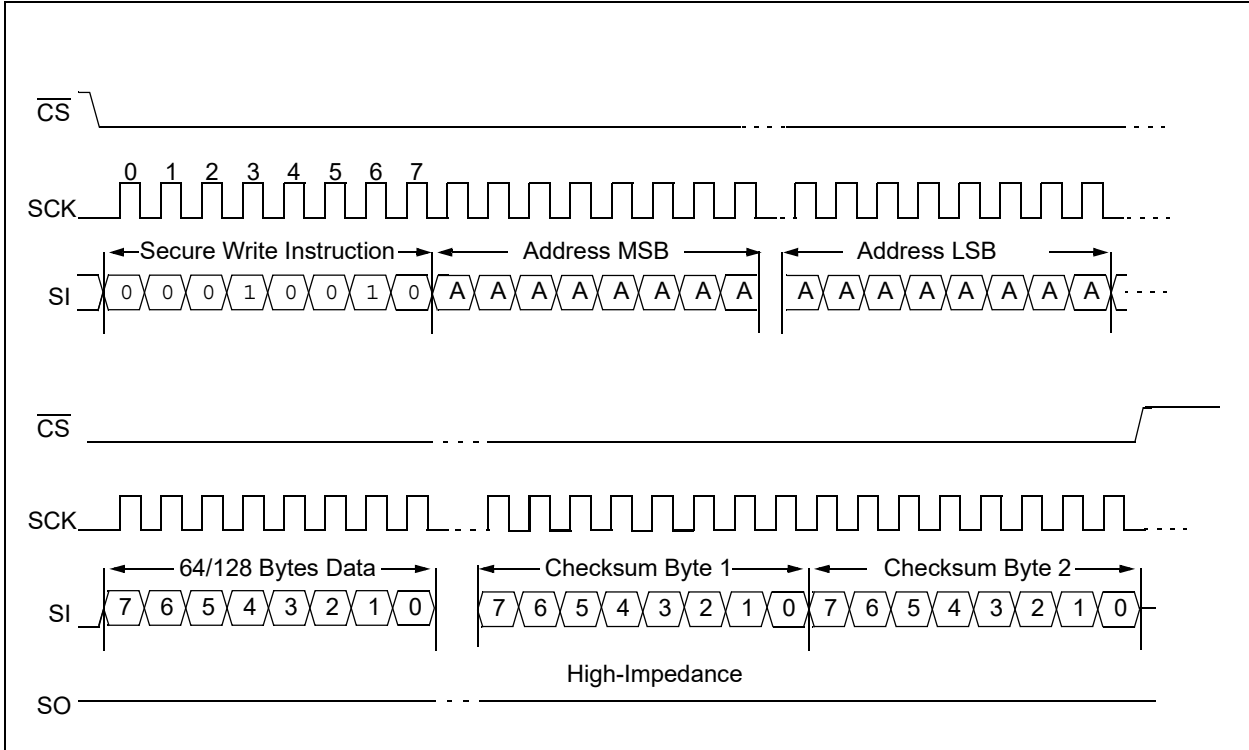 CS
0 1 2 3 4 5 6 7
SCK
Secure Write Instruction Address MSB Address LSB
SI 0 0 0 1 0 0 1 0 A A A A A A A A A A A A A A A A
CS
SCK
64/128 Bytes Data Checksum Byte 1 Checksum Byte 2
SI 7 6 5 4 3 2 1 0 7 6 5 4 3 2 1 0 7 6 5 4 3 2 1 0
High-Impedance
SO